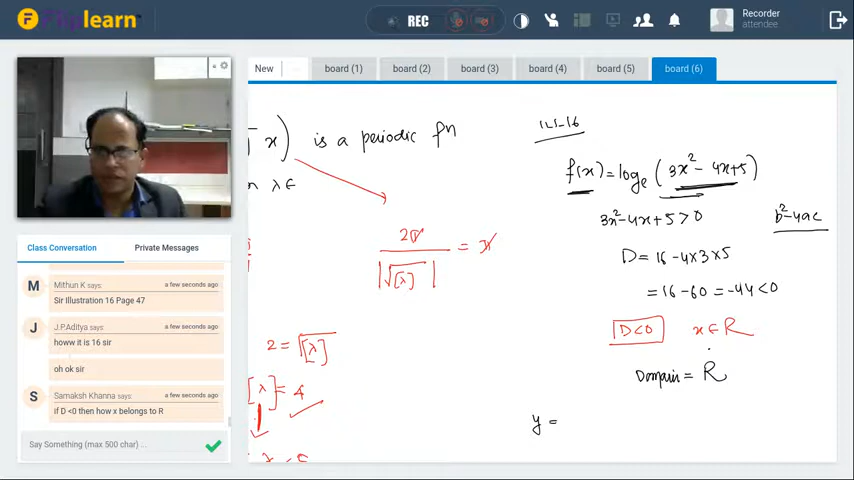 Fliplearn
REC
Recorder
attendee
New
board (1)
board (2)
board (3)
board (4)
board (5)
board (6)
x) is a periodic fn
λ ∈
2π / |√[λ]| = π
2 = √[λ]
[λ] = 4
ILL-16
f(x) = logₑ (3x² - 4x + 5)
3x² - 4x + 5 > 0
b² - 4ac
D = 16 - 4×3×5
= 16 - 60 = -44 < 0
D < 0 x ∈ R
Domain = R
y =
Class Conversation
Private Messages
M
Mithun K says:
a few seconds ago
Sir Illustration 16 Page 47
J
J.P.Aditya says:
a few seconds ago
howw it is 16 sir
oh ok sir
S
Samaksh Khanna says:
a few seconds ago
if D <0 then how x belongs to R
Say Something (max 500 char) ...